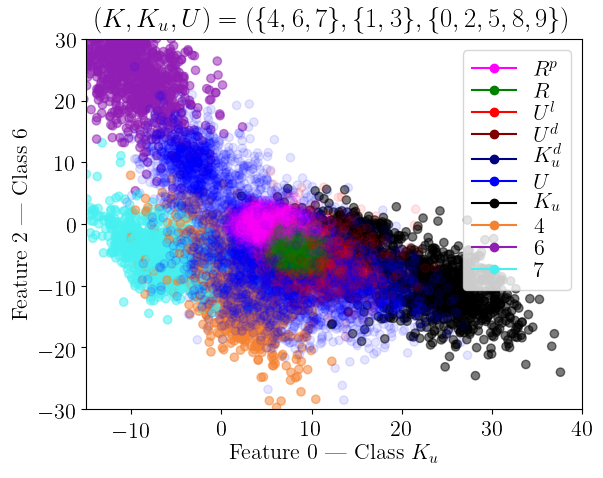 (K, K_u, U) = ({4, 6, 7}, {1, 3}, {0, 2, 5, 8, 9})
30
20
10
0
−10
−20
−30
Feature 2 — Class 6
R^p
R
U^l
U^d
K_u^d
U
K_u
4
6
7
−10 0 10 20 30 40
Feature 0 — Class K_u